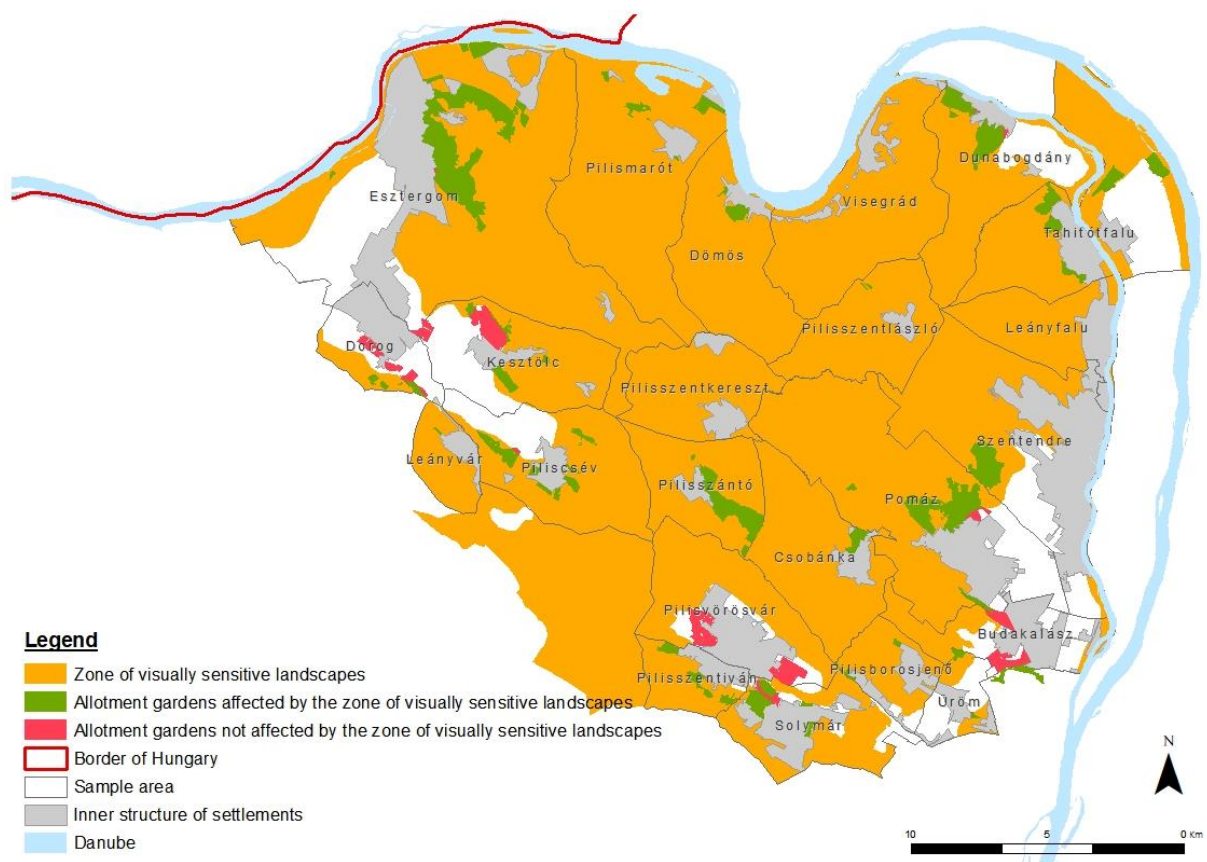 Dunabogdány
Pilismarót
Esztergom
Visegrád
Tahitótfalu
Dömös
Pilisszentlászló
Leányfalu
Dorog
Kesztölc
Pilisszentkereszt
Szentendre
Leányvár
Piliscsév
Pilisszántó
Pomáz
Csobánka
Pilisvörösvár
Budakalász
Pilisborosjenő
Pilisszentiván
Üröm
Solymár
Legend
Zone of visually sensitive landscapes
Allotment gardens affected by the zone of visually sensitive landscapes
Allotment gardens not affected by the zone of visually sensitive landscapes
Border of Hungary
Sample area
Inner structure of settlements
Danube
N
10 5 0 Km